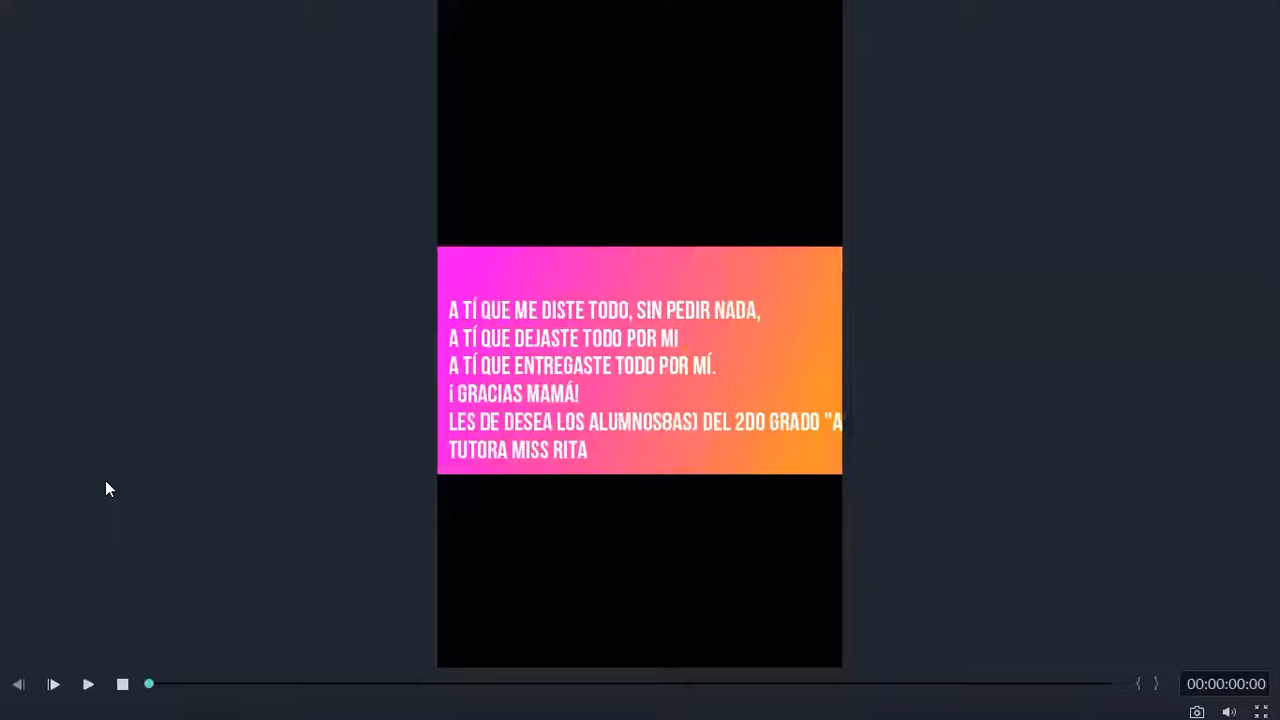 A TÍ QUE ME DISTE TODO, SIN PEDIR NADA,
A TÍ QUE DEJASTE TODO POR MI
A TÍ QUE ENTREGASTE TODO POR MÍ.
¡ GRACIAS MAMÁ!
LES DE DESEA LOS ALUMNOS8AS) DEL 2DO GRADO "A
TUTORA MISS RITA
00:00:00:00